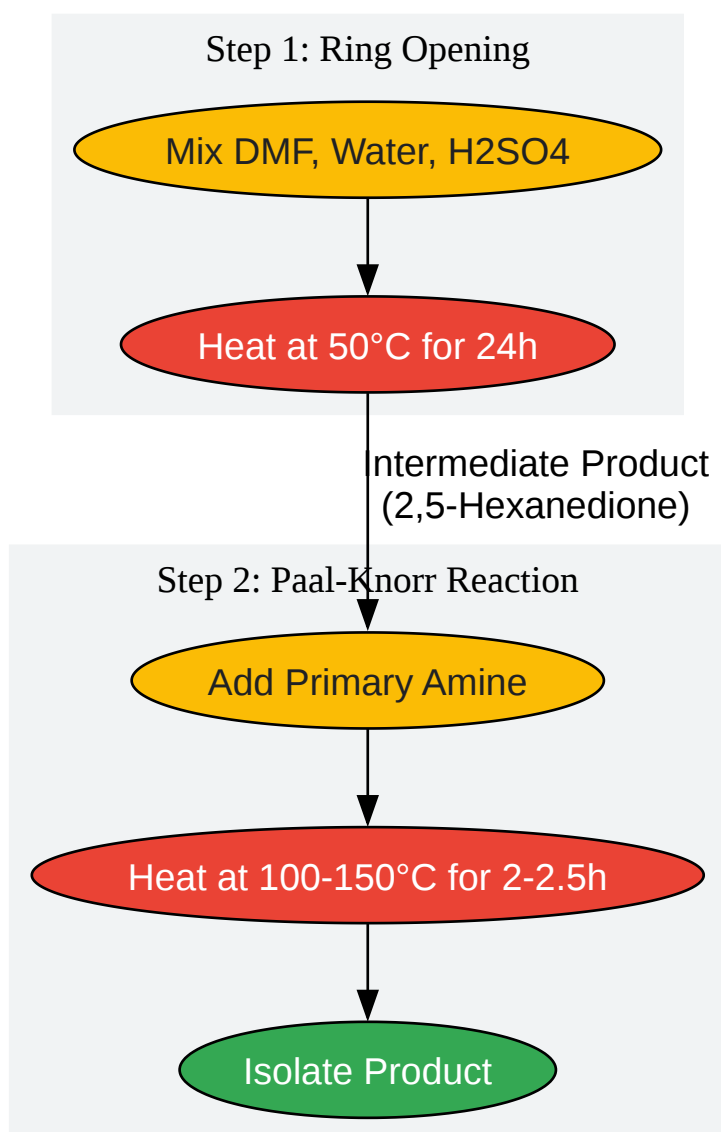 Step 1: Ring Opening
Mix DMF, Water, H2SO4
Heat at 50°C for 24h
Intermediate Product
(2,5-Hexanedione)
Step 2: Paal-Knorr Reaction
Add Primary Amine
Heat at 100-150°C for 2-2.5h
Isolate Product